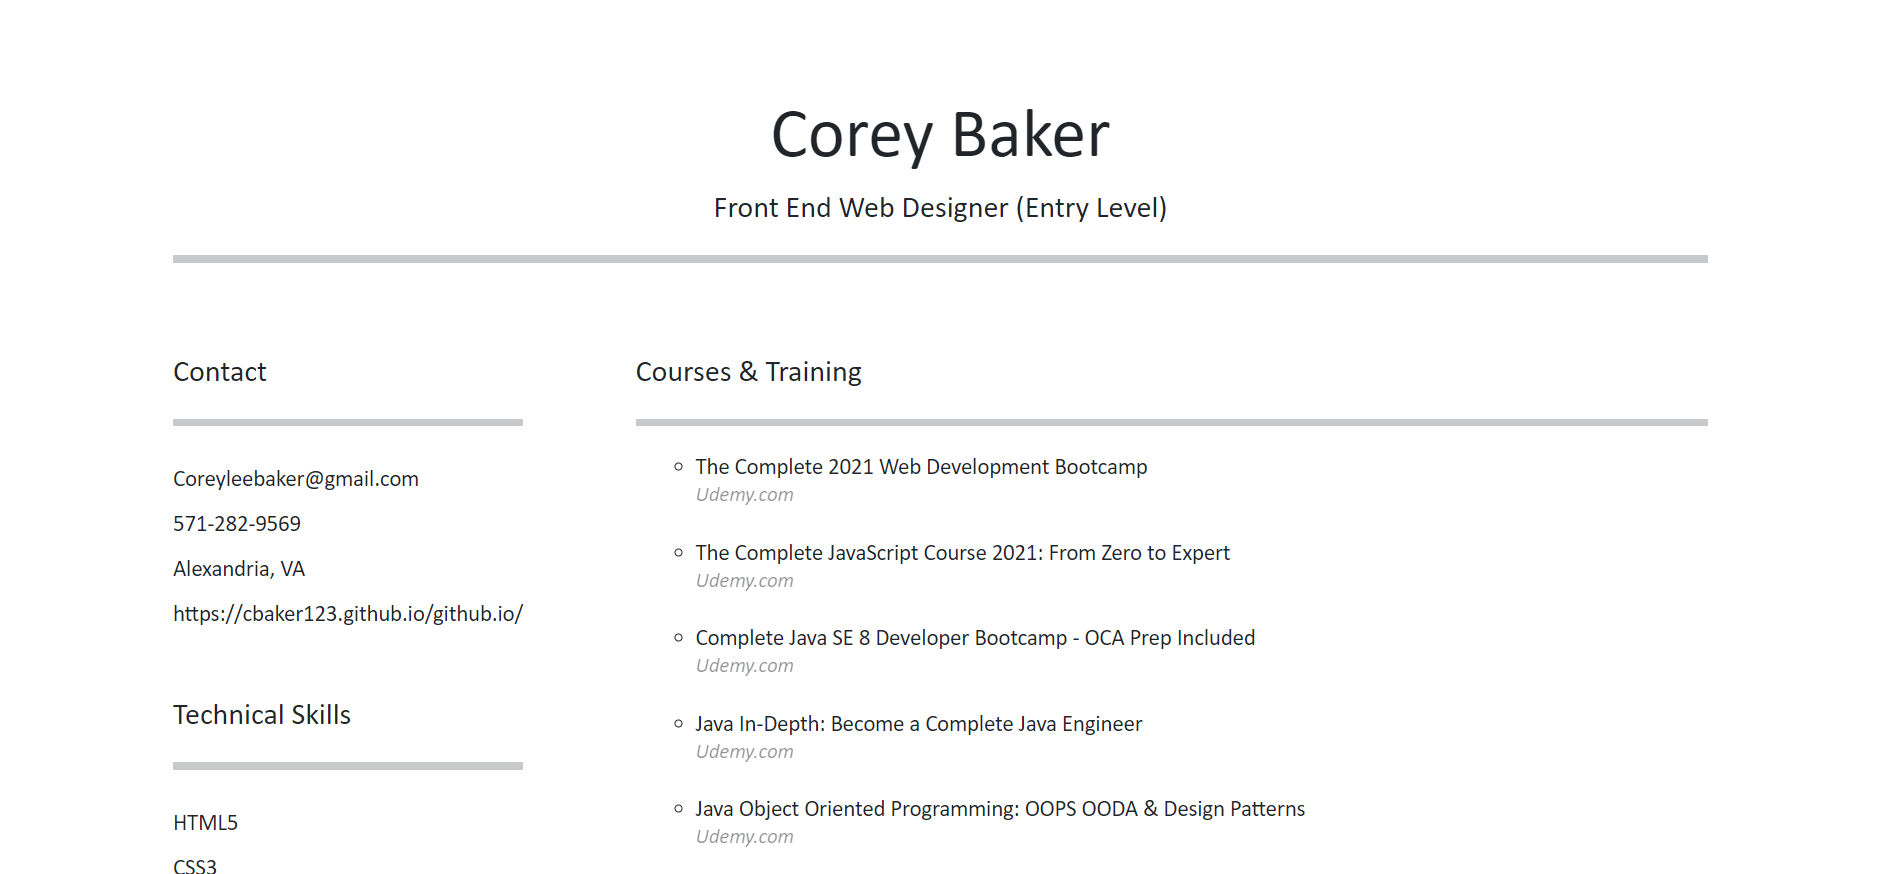 Corey Baker
Front End Web Designer (Entry Level)
Contact
Coreyleebaker@gmail.com
571-282-9569
Alexandria, VA
https://cbaker123.github.io/github.io/
Technical Skills
HTML5
CSS3
Courses & Training
The Complete 2021 Web Development Bootcamp
Udemy.com
The Complete JavaScript Course 2021: From Zero to Expert
Udemy.com
Complete Java SE 8 Developer Bootcamp - OCA Prep Included
Udemy.com
Java In-Depth: Become a Complete Java Engineer
Udemy.com
Java Object Oriented Programming: OOPS OODA & Design Patterns
Udemy.com